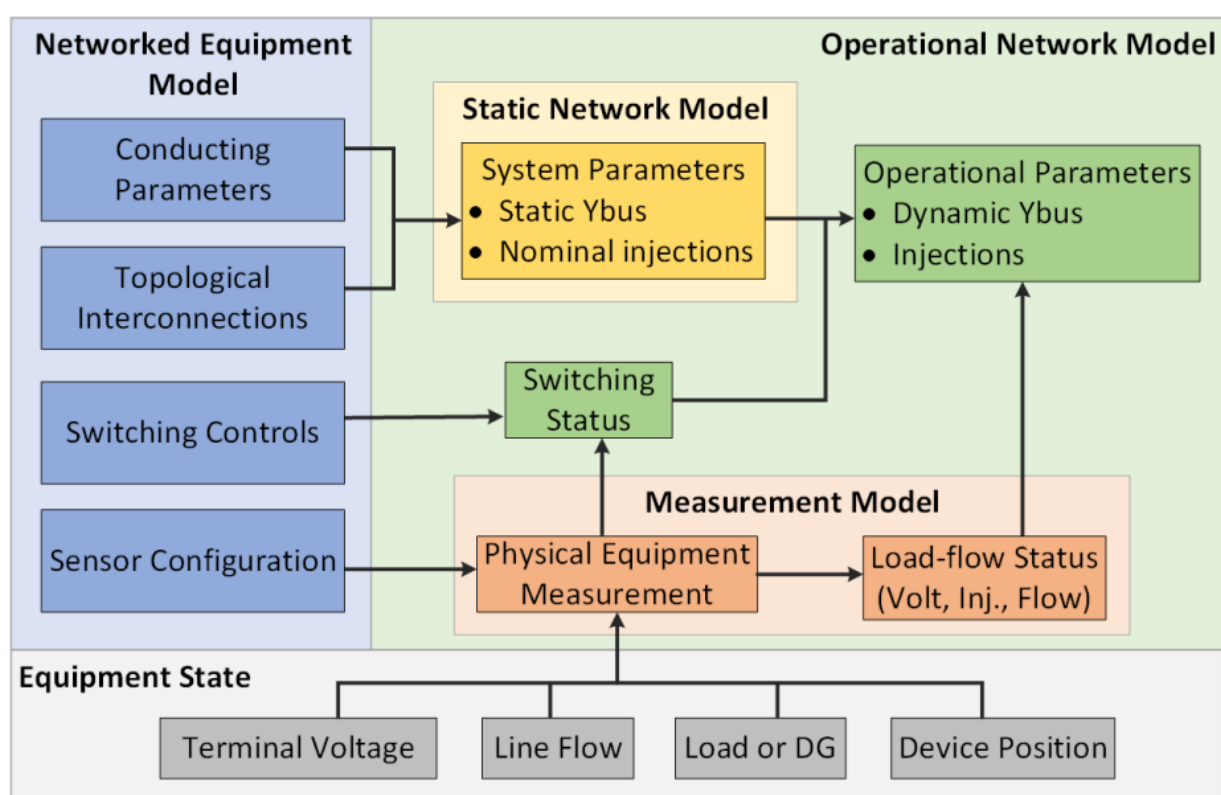 Networked Equipment
Model
Conducting
Parameters
Topological
Interconnections
Switching Controls
Sensor Configuration
Operational Network Model
Static Network Model
System Parameters
● Static Ybus
● Nominal injections
Operational Parameters
● Dynamic Ybus
● Injections
Switching
Status
Measurement Model
Physical Equipment
Measurement
Load-flow Status
(Volt, Inj., Flow)
Equipment State
Terminal Voltage
Line Flow
Load or DG
Device Position